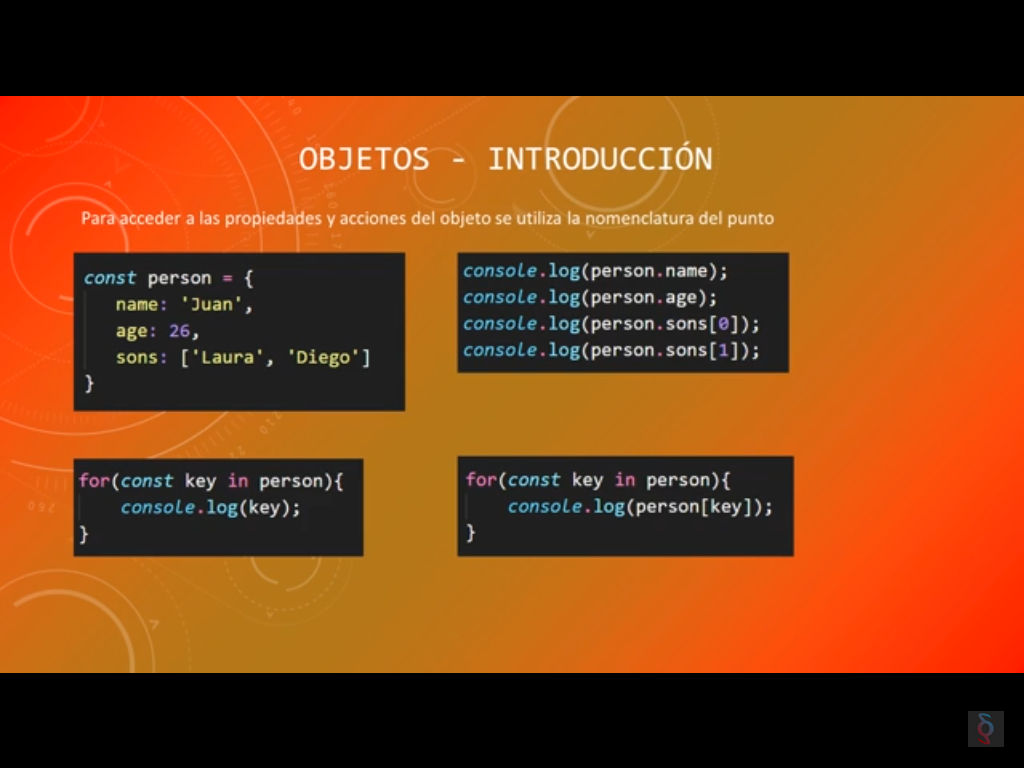 OBJETOS - INTRODUCCIÓN
Para acceder a las propiedades y acciones del objeto se utiliza la nomenclatura del punto
const person = {
name: 'Juan',
age: 26,
sons: ['Laura', 'Diego']
}
console.log(person.name);
console.log(person.age);
console.log(person.sons[0]);
console.log(person.sons[1]);
for(const key in person){
console.log(key);
}
for(const key in person){
console.log(person[key]);
}